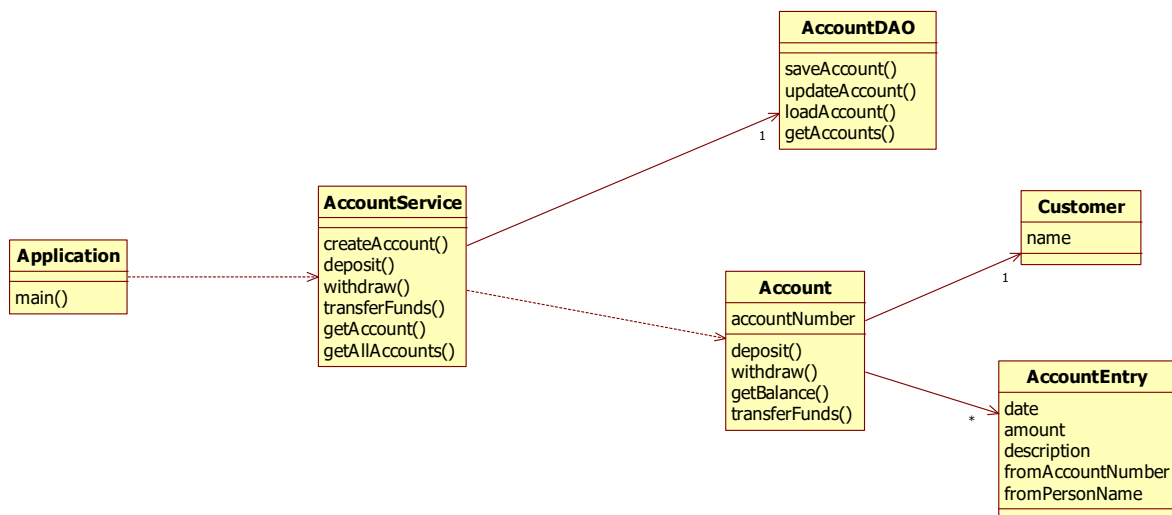 AccountDAO
saveAccount()
updateAccount()
loadAccount()
getAccounts()
1
AccountService
createAccount()
deposit()
withdraw()
transferFunds()
getAccount()
getAllAccounts()
Application
main()
Customer
name
1
Account
accountNumber
deposit()
withdraw()
getBalance()
transferFunds()
AccountEntry
date
amount
description
fromAccountNumber
fromPersonName
*